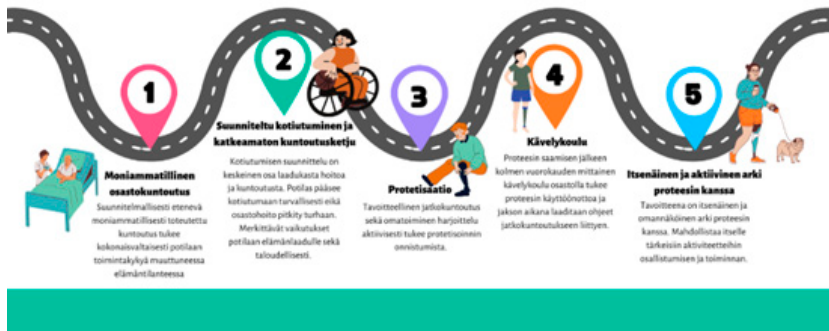 1
Moniammatillinen
osastokuntoutus
Suunnitelmallisesti etenevä
moniammatillisesti toteutettu
kuntoutus tukee
kokonaisvaltaisesti potilaan
toimintakykyä muuttuneessa
elämäntilanteessa
2
Suunniteltu kotiutuminen ja
katkeamaton kuntoutusketju
Kotiutumisen suunnittelu on
keskeinen osa laadukasta hoitoa
ja kuntoutusta. Potilas pääsee
kotiutumaan turvallisesti eikä
osastohoito pitkity turhaan.
Merkittävät vaikutukset
potilaan elämänlaadulle sekä
taloudellisesti.
3
Protetisaatio
Tavoitteellinen jatkokuntoutus
sekä omatoiminen harjoittelu
aktiivisesti tukee protetisoinnin
onnistumista.
4
Kävelykoulu
Proteesin saamisen jälkeen
kolmen vuorokauden mittainen
kävelykoulu osastolla tukee
proteesin käyttöönottoa ja
jakson aikana laaditaan ohjeet
jatkokuntoutukseen liittyen.
5
Itsenäinen ja aktiivinen arki
proteesin kanssa
Tavoitteena on itsenäinen ja
omannäköinen arki proteesin
kanssa. Mahdollistaa itselle
tärkeisiin aktiviteetteihin
osallistumisen ja toiminnan.